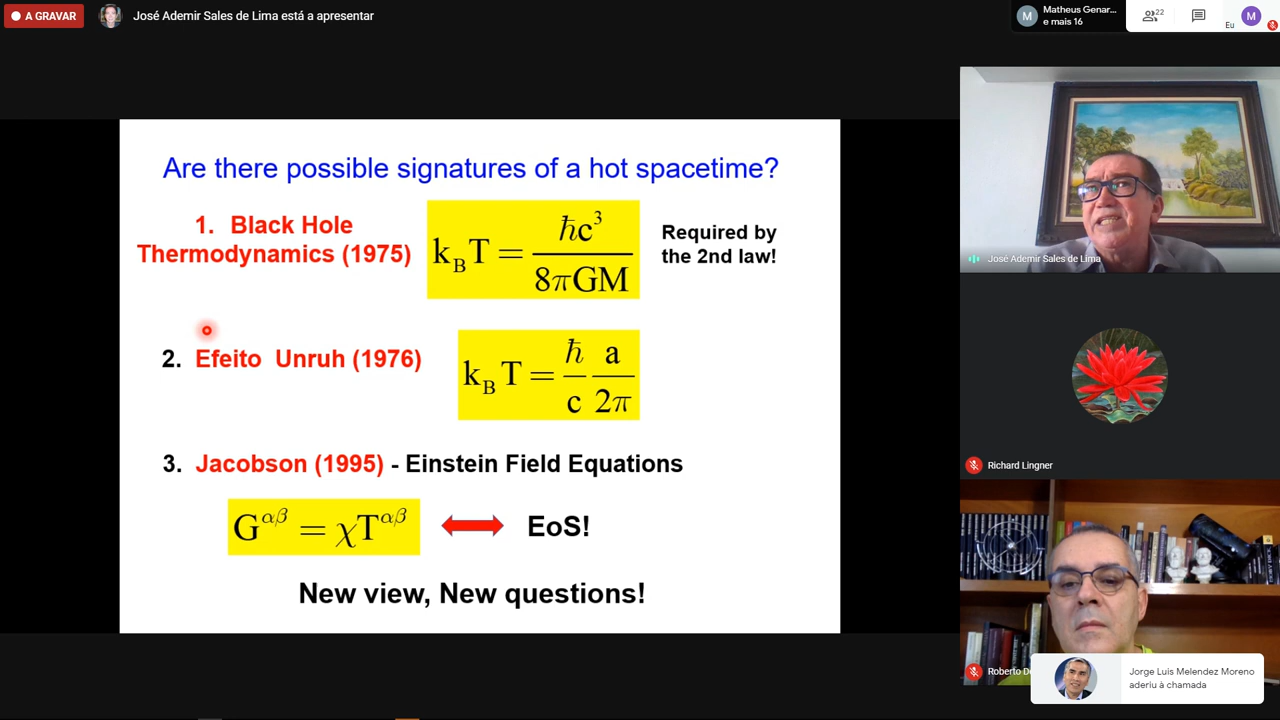 A GRAVAR
José Ademir Sales de Lima está a apresentar
Matheus Genar...
e mais 16
22
Eu
M
M
Are there possible signatures of a hot spacetime?
1. Black Hole
Thermodynamics (1975)
k_B T = ħc³ / 8πGM
Required by
the 2nd law!
2. Efeito Unruh (1976)
k_B T = ħ/c a/2π
3. Jacobson (1995) - Einstein Field Equations
G^αβ = χT^αβ
EoS!
New view, New questions!
José Ademir Sales de Lima
Richard Lingner
Roberto D
Jorge Luis Melendez Moreno
aderiu à chamada